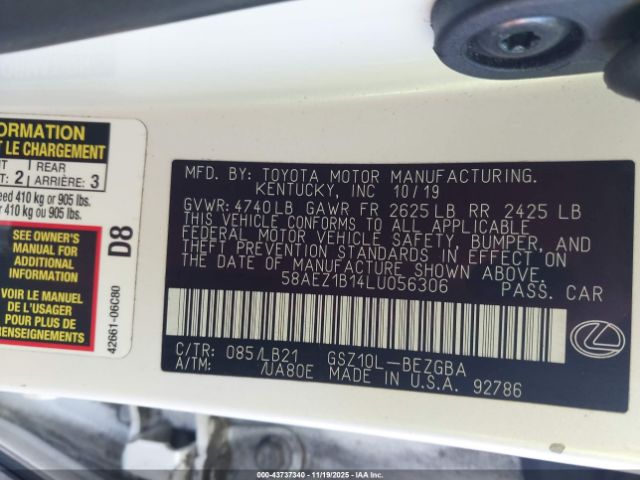 ORMATION
T LE CHARGEMENT
REAR
T: 2 ARRIÈRE: 3
eed 410 kg or 905 lbs.
r 410 kg ou 905 lbs.
SEE OWNER'S
MANUAL FOR
ADDITIONAL
INFORMATION
VOIR LE MANUEL
DE L'USAGER
POUR PLUS DE
RENSEIGNEMENTS
D8
42661-06C80
MFD. BY: TOYOTA MOTOR MANUFACTURING.
KENTUCKY, INC 10/19
GVWR: 4740LB GAWR FR 2625LB RR 2425 LB
THIS VEHICLE CONFORMS TO ALL APPLICABLE
FEDERAL MOTOR VEHICLE SAFETY, BUMPER, AND
THEFT PREVENTION STANDARDS IN EFFECT ON
THE DATE OF MANUFACTURE SHOWN ABOVE.
58AEZ1B14LU056306 PASS. CAR
C/TR: 085/LB21 GSZ10L-BEZGBA
A/TM: /UA80E MADE IN U.S.A. 92786
© IAA - 43737340 - 11/19/2025 - IAAI.COM